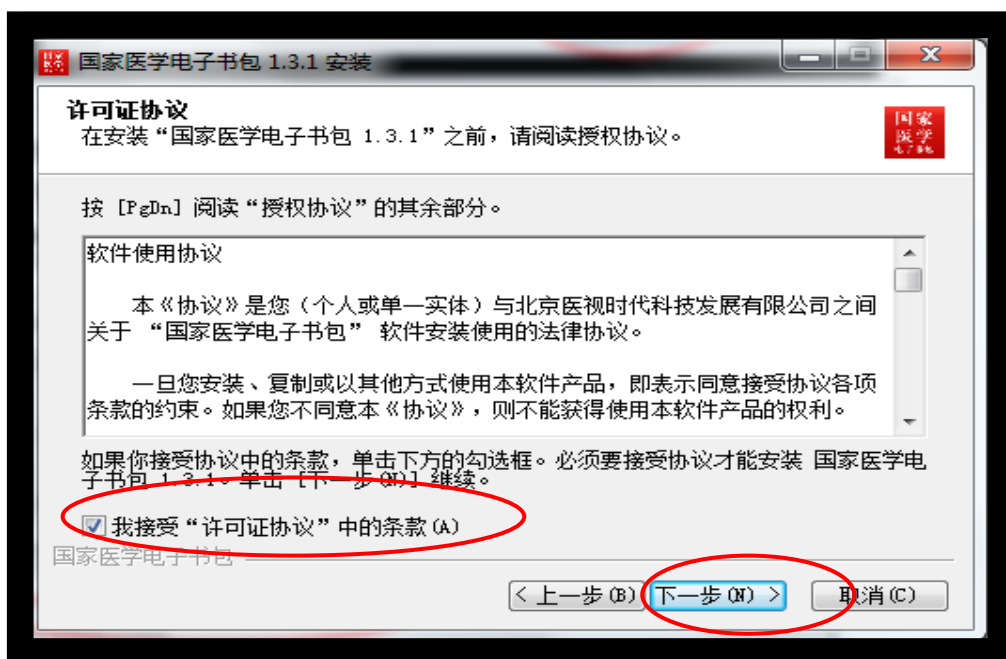 国家医学电子书包 1.3.1 安装
许可证协议
在安装“国家医学电子书包 1.3.1”之前，请阅读授权协议。
国家
医学
电子书包
按 [PgDn] 阅读“授权协议”的其余部分。
软件使用协议
本《协议》是您（个人或单一实体）与北京医视时代科技发展有限公司之间
关于 “国家医学电子书包” 软件安装使用的法律协议。
一旦您安装、复制或以其他方式使用本软件产品，即表示同意接受协议各项
条款的约束。如果您不同意本《协议》，则不能获得使用本软件产品的权利。
如果你接受协议中的条款，单击下方的勾选框。必须要接受协议才能安装 国家医学电
子书包 1.3.1。单击 [下一步(N)] 继续。
我接受“许可证协议”中的条款(A)
国家医学电子书包
< 上一步(B) 下一步(N) > 取消(C)